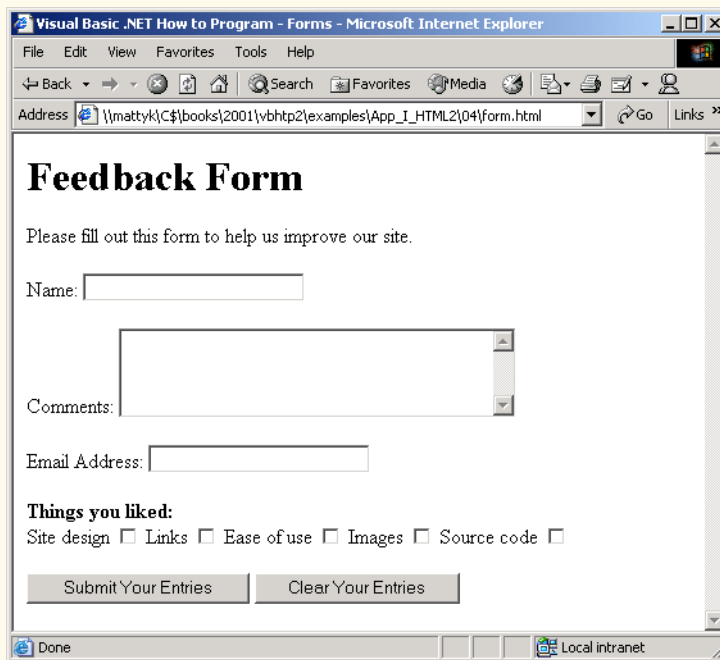 Visual Basic .NET How to Program - Forms - Microsoft Internet Explorer
File Edit View Favorites Tools Help
Back Search Favorites Media
Address \\mattyk\C$\books\2001\vbhtp2\examples\App_I_HTML2\04\form.html Go Links »
Feedback Form
Please fill out this form to help us improve our site.
Name:
Comments:
Email Address:
Things you liked:
Site design Links Ease of use Images Source code
Submit Your Entries Clear Your Entries
Done Local intranet